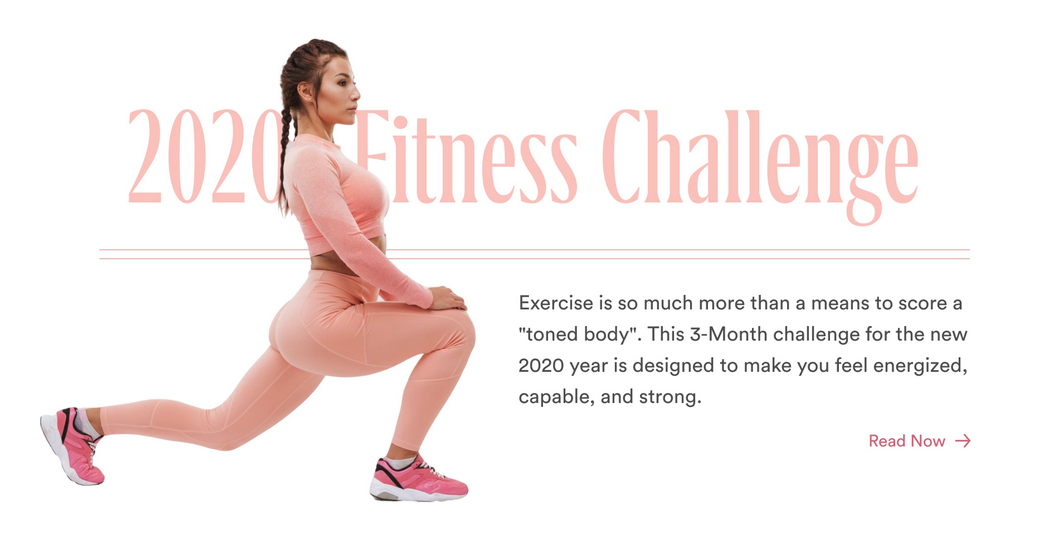 2020 Fitness Challenge
Exercise is so much more than a means to score a
"toned body". This 3-Month challenge for the new
2020 year is designed to make you feel energized,
capable, and strong.
Read Now →